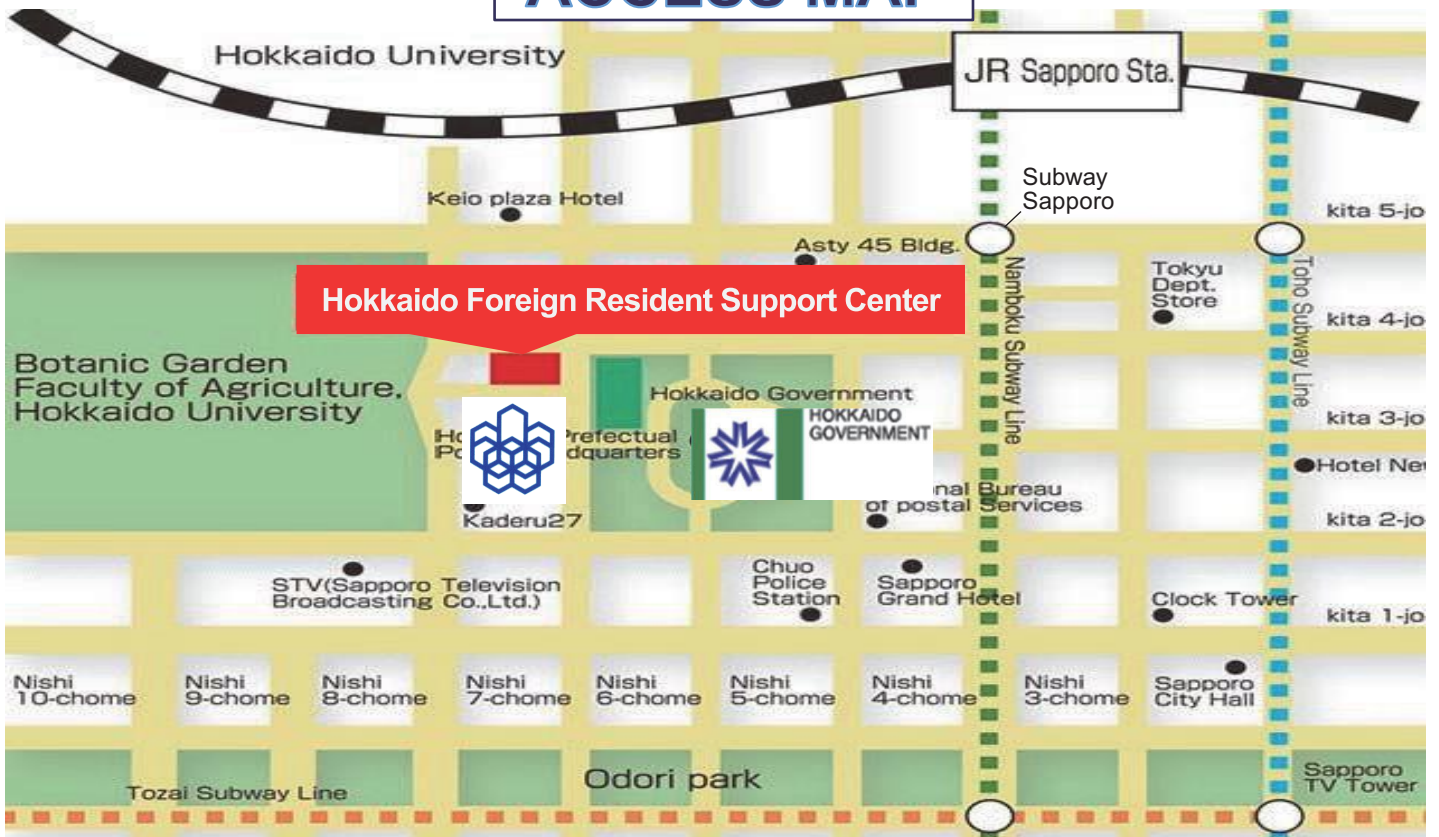 ACCESS MAP
Hokkaido University
JR Sapporo Sta.
Subway
Sapporo
Keio plaza Hotel
kita 5-jo
Asty 45 Bldg.
Hokkaido Foreign Resident Support Center
Namboku Subway Line
Tokyu
Dept.
Store
Toho Subway Line
kita 4-jo
Botanic Garden
Faculty of Agriculture,
Hokkaido University
Hokkaido Government
HOKKAIDO
GOVERNMENT
kita 3-jo
Prefectual
Hotel
Bureau
of postal Services
Kaderu27
kita 2-jo
STV(Sapporo Television
Broadcasting Co.,Ltd.)
Chuo
Police
Station
Sapporo
Grand Hotel
Clock Tower
kita 1-jo
Nishi
10-chome
Nishi
9-chome
Nishi
8-chome
Nishi
7-chome
Nishi
6-chome
Nishi
5-chome
Nishi
4-chome
Nishi
3-chome
Sapporo
City Hall
Odori park
Tozai Subway Line
Sapporo
TV Tower